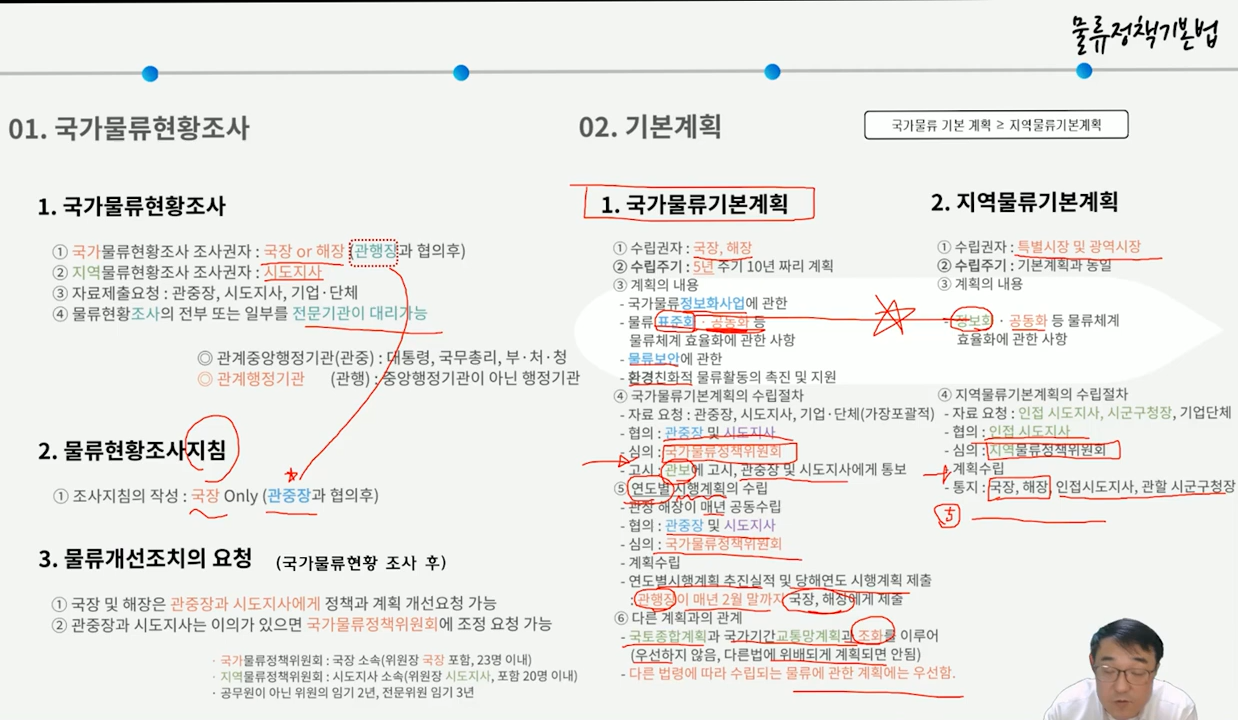 물류정책기본법
01. 국가물류현황조사
1. 국가물류현황조사
① 국가물류현황조사 조사권자 : 국장 or 해장 (관행장과 협의후)
② 지역물류현황조사 조사권자 : 시도지사
③ 자료제출요청 : 관중장, 시도지사, 기업·단체
④ 물류현황조사의 전부 또는 일부를 전문기관이 대리가능
◎ 관계중앙행정기관(관중) : 대통령, 국무총리, 부·처·청
◎ 관계행정기관 (관행) : 중앙행정기관이 아닌 행정기관
2. 물류현황조사지침
① 조사지침의 작성 : 국장 Only (관중장과 협의후)
3. 물류개선조치의 요청 (국가물류현황 조사 후)
① 국장 및 해장은 관중장과 시도지사에게 정책과 계획 개선요청 가능
② 관중장과 시도지사는 이의가 있으면 국가물류정책위원회에 조정 요청 가능
· 국가물류정책위원회 : 국장 소속(위원장 국장 포함, 23명 이내)
· 지역물류정책위원회 : 시도지사 소속(위원장 시도지사, 포함 20명 이내)
· 공무원이 아닌 위원의 임기 2년, 전문위원 임기 3년
02. 기본계획
국가물류 기본 계획 ≥ 지역물류기본계획
1. 국가물류기본계획
① 수립권자 : 국장, 해장
② 수립주기 : 5년 주기 10년 짜리 계획
③ 계획의 내용
- 국가물류정보화사업에 관한
- 물류 표준화 · 공동화 등
물류체계 효율화에 관한 사항
- 물류보안에 관한
- 환경친화적 물류활동의 촉진 및 지원
④ 국가물류기본계획의 수립절차
- 자료 요청 : 관중장, 시도지사, 기업·단체(가장포괄적)
- 협의 : 관중장 및 시도지사
- 심의 : 국가물류정책위원회
- 고시 : 관보에 고시, 관중장 및 시도지사에게 통보
⑤ 연도별시행계획의 수립
- 관장 해장이 매년 공동수립
- 협의 : 관중장 및 시도지사
- 심의 : 국가물류정책위원회
- 계획수립
- 연도별시행계획 추진실적 및 당해연도 시행계획 제출
: 관행장이 매년 2월 말까지 국장, 해장에게 제출
⑥ 다른 계획과의 관계
- 국토종합계획과 국가기간교통망계획과 조화를 이루어
(우선하지 않음, 다른법에 위배되게 계획되면 안됨)
- 다른 법령에 따라 수립되는 물류에 관한 계획에는 우선함.
2. 지역물류기본계획
① 수립권자 : 특별시장 및 광역시장
② 수립주기 : 기본계획과 동일
③ 계획의 내용
- 정보화 · 공동화 등 물류체계
효율화에 관한 사항
④ 지역물류기본계획의 수립절차
- 자료 요청 : 인접 시도지사, 시군구청장, 기업단체
- 협의 : 인접 시도지사
- 심의 : 지역물류정책위원회
- 계획수립
- 통지 : 국장, 해장, 인접시도지사, 관할 시군구청장